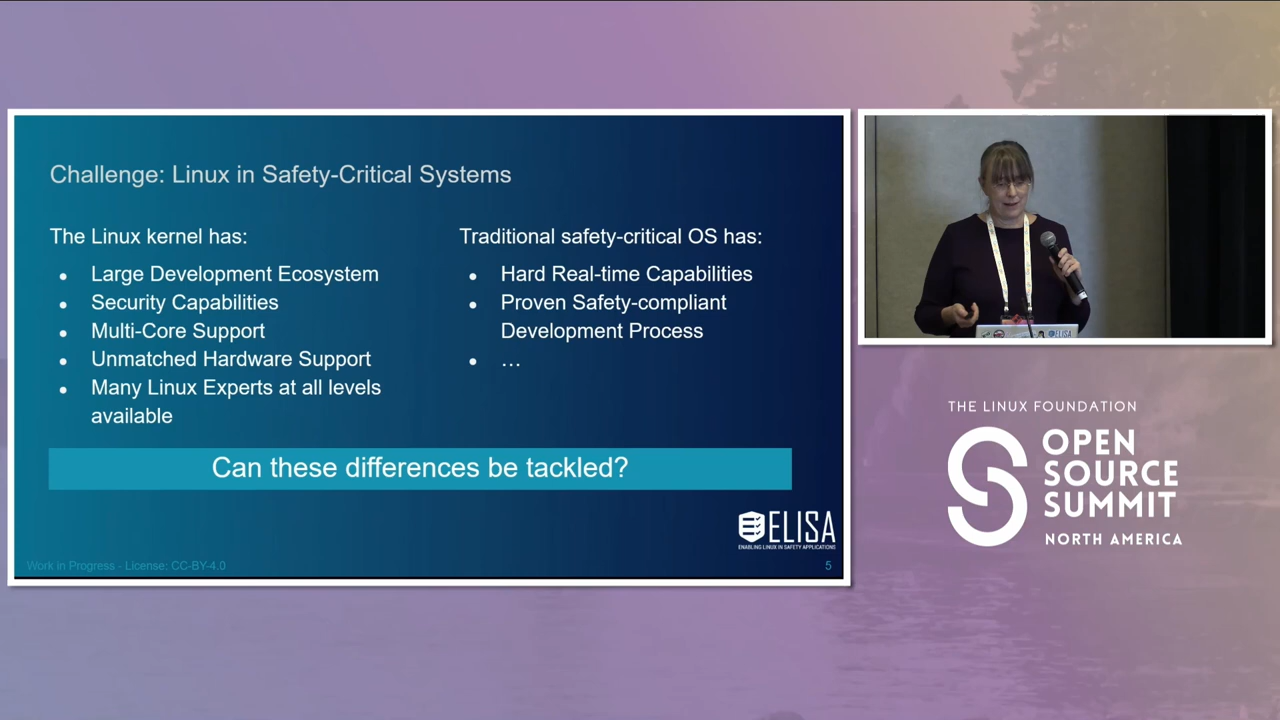 Challenge: Linux in Safety-Critical Systems
The Linux kernel has:
• Large Development Ecosystem
• Security Capabilities
• Multi-Core Support
• Unmatched Hardware Support
• Many Linux Experts at all levels
available
Traditional safety-critical OS has:
• Hard Real-time Capabilities
• Proven Safety-compliant
Development Process
• …
Can these differences be tackled?
ELISA
ENABLING LINUX IN SAFETY APPLICATIONS
Work in Progress - License: CC-BY-4.0
5
ELISA
THE LINUX FOUNDATION
OPEN
SOURCE
SUMMIT
NORTH AMERICA